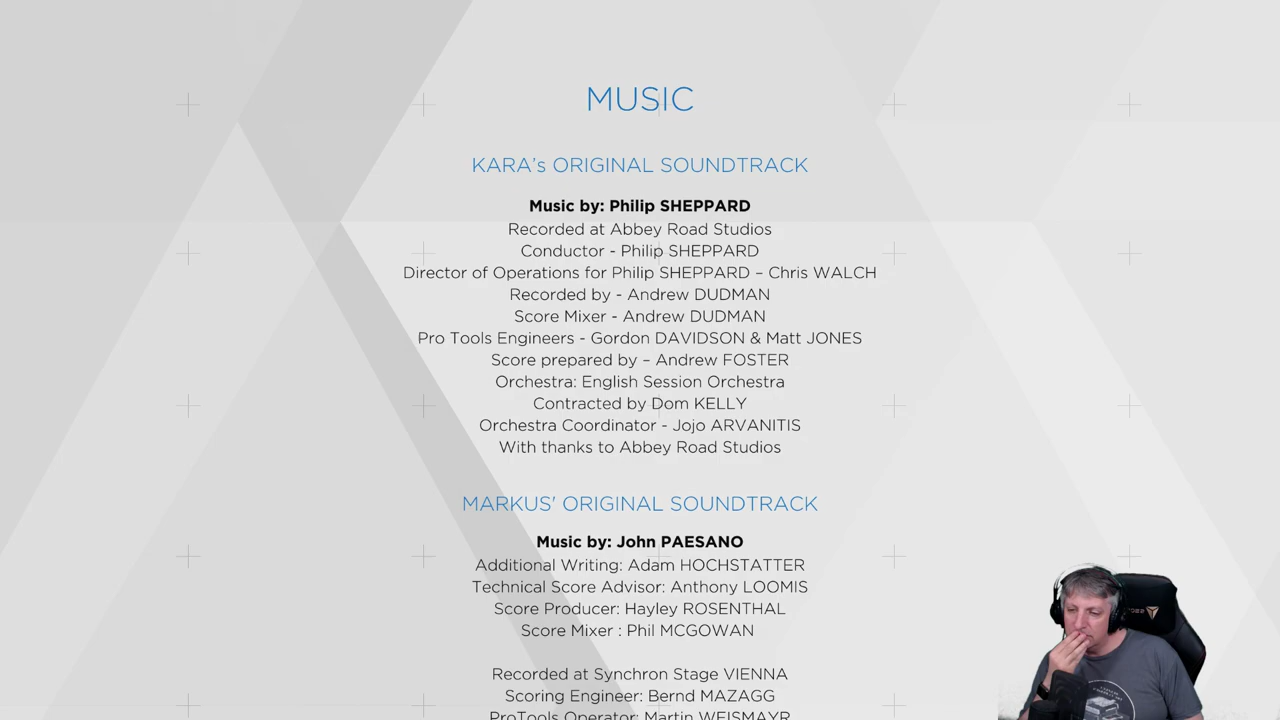 MUSIC
KARA's ORIGINAL SOUNDTRACK
Music by: Philip SHEPPARD
Recorded at Abbey Road Studios
Conductor - Philip SHEPPARD
Director of Operations for Philip SHEPPARD – Chris WALCH
Recorded by - Andrew DUDMAN
Score Mixer - Andrew DUDMAN
Pro Tools Engineers - Gordon DAVIDSON & Matt JONES
Score prepared by – Andrew FOSTER
Orchestra: English Session Orchestra
Contracted by Dom KELLY
Orchestra Coordinator - Jojo ARVANITIS
With thanks to Abbey Road Studios
MARKUS' ORIGINAL SOUNDTRACK
Music by: John PAESANO
Additional Writing: Adam HOCHSTATTER
Technical Score Advisor: Anthony LOOMIS
Score Producer: Hayley ROSENTHAL
Score Mixer : Phil MCGOWAN
Recorded at Synchron Stage VIENNA
Scoring Engineer: Bernd MAZAGG
ProTools Operator: Martin WEISMAYR